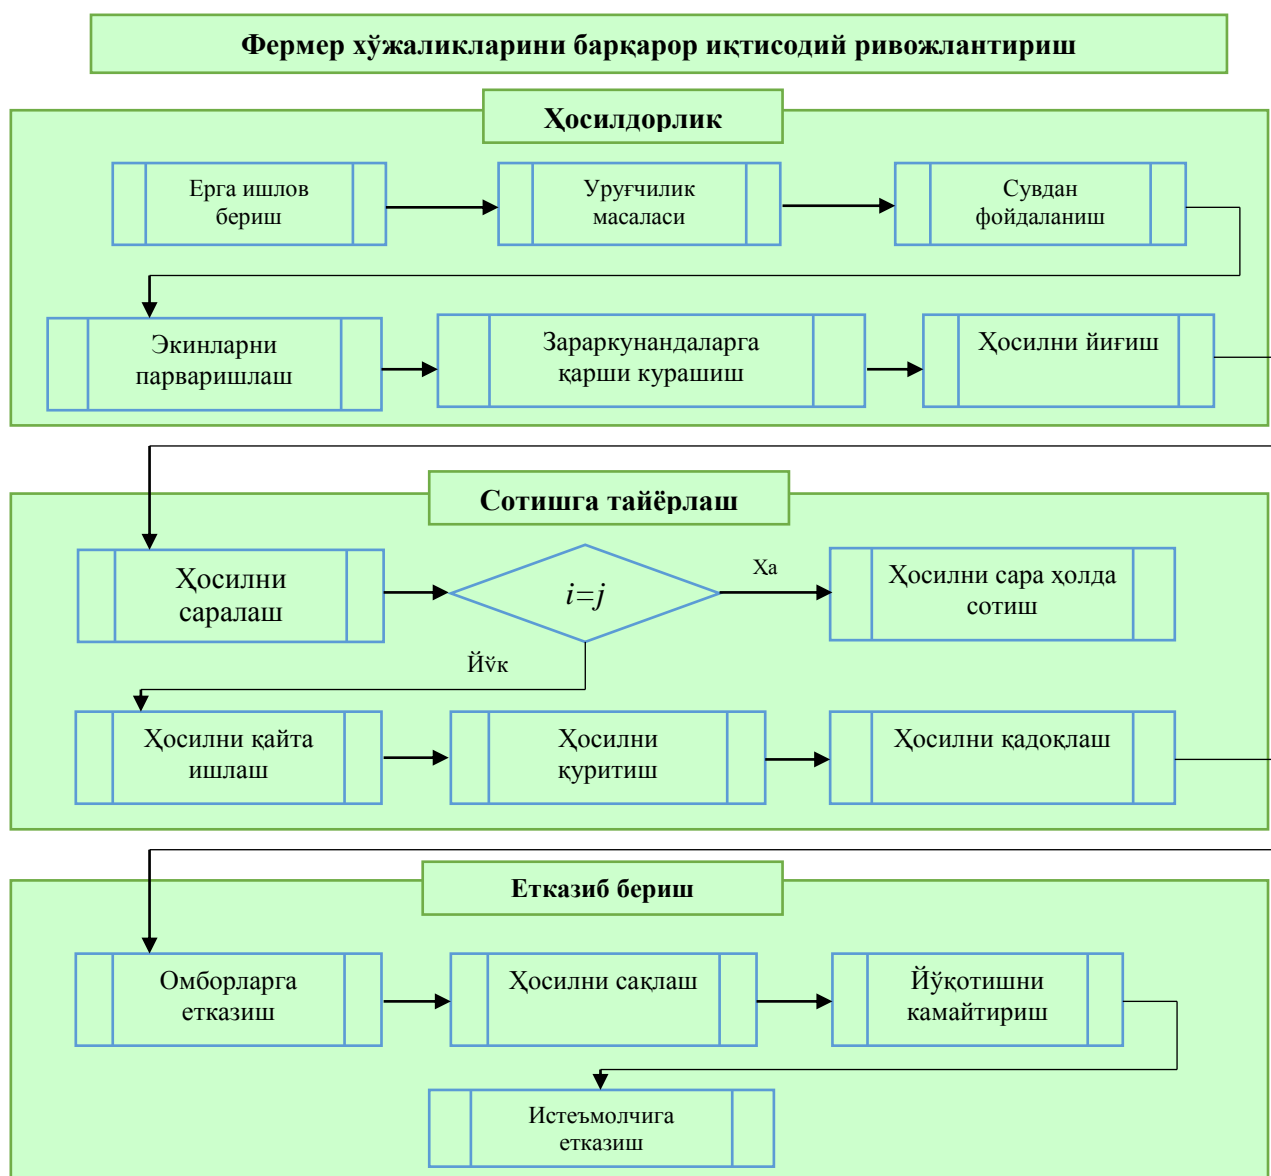 Фермер хўжаликларини барқарор иқтисодий ривожлантириш
Ҳосилдорлик
Ерга ишлов
бериш
Уруғчилик
масаласи
Сувдан
фойдаланиш
Экинларни
парваришлаш
Зараркунандаларга
қарши курашиш
Ҳосилни йиғиш
Сотишга тайёрлаш
Ҳосилни
саралаш
i=j
Ҳа
Ҳосилни сара ҳолда
сотиш
Йўк
Ҳосилни қайта
ишлаш
Ҳосилни
қуритиш
Ҳосилни қадоқлаш
Етказиб бериш
Омборларга
етказиш
Ҳосилни сақлаш
Йўқотишни
камайтириш
Истеъмолчига
етказиш